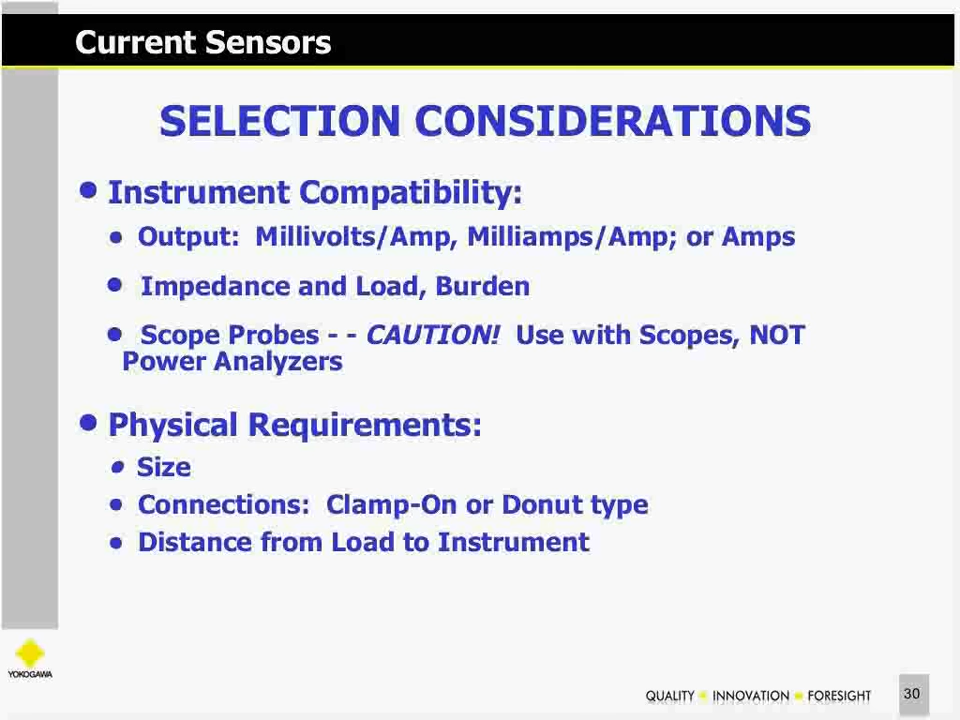 Current Sensors
SELECTION CONSIDERATIONS
• Instrument Compatibility:
• Output: Millivolts/Amp, Milliamps/Amp; or Amps
• Impedance and Load, Burden
• Scope Probes - - CAUTION! Use with Scopes, NOT
Power Analyzers
• Physical Requirements:
• Size
• Connections: Clamp-On or Donut type
• Distance from Load to Instrument
YOKOGAWA
QUALITY INNOVATION FORESIGHT 30